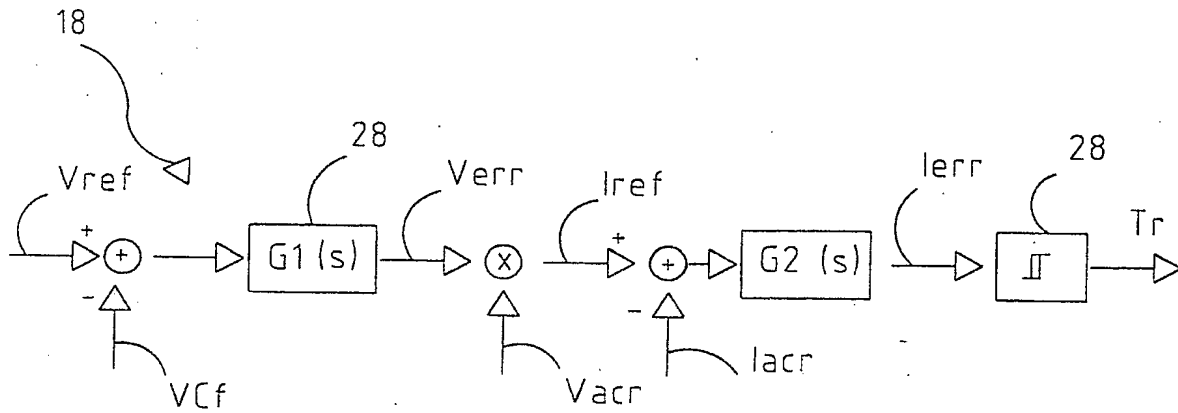 18
28
28
Vref
Verr
Iref
Ierr
Tr
+
+
G1 (s)
x
+
+
G2 (s)
-
-
VCf
Vacr
Iacr